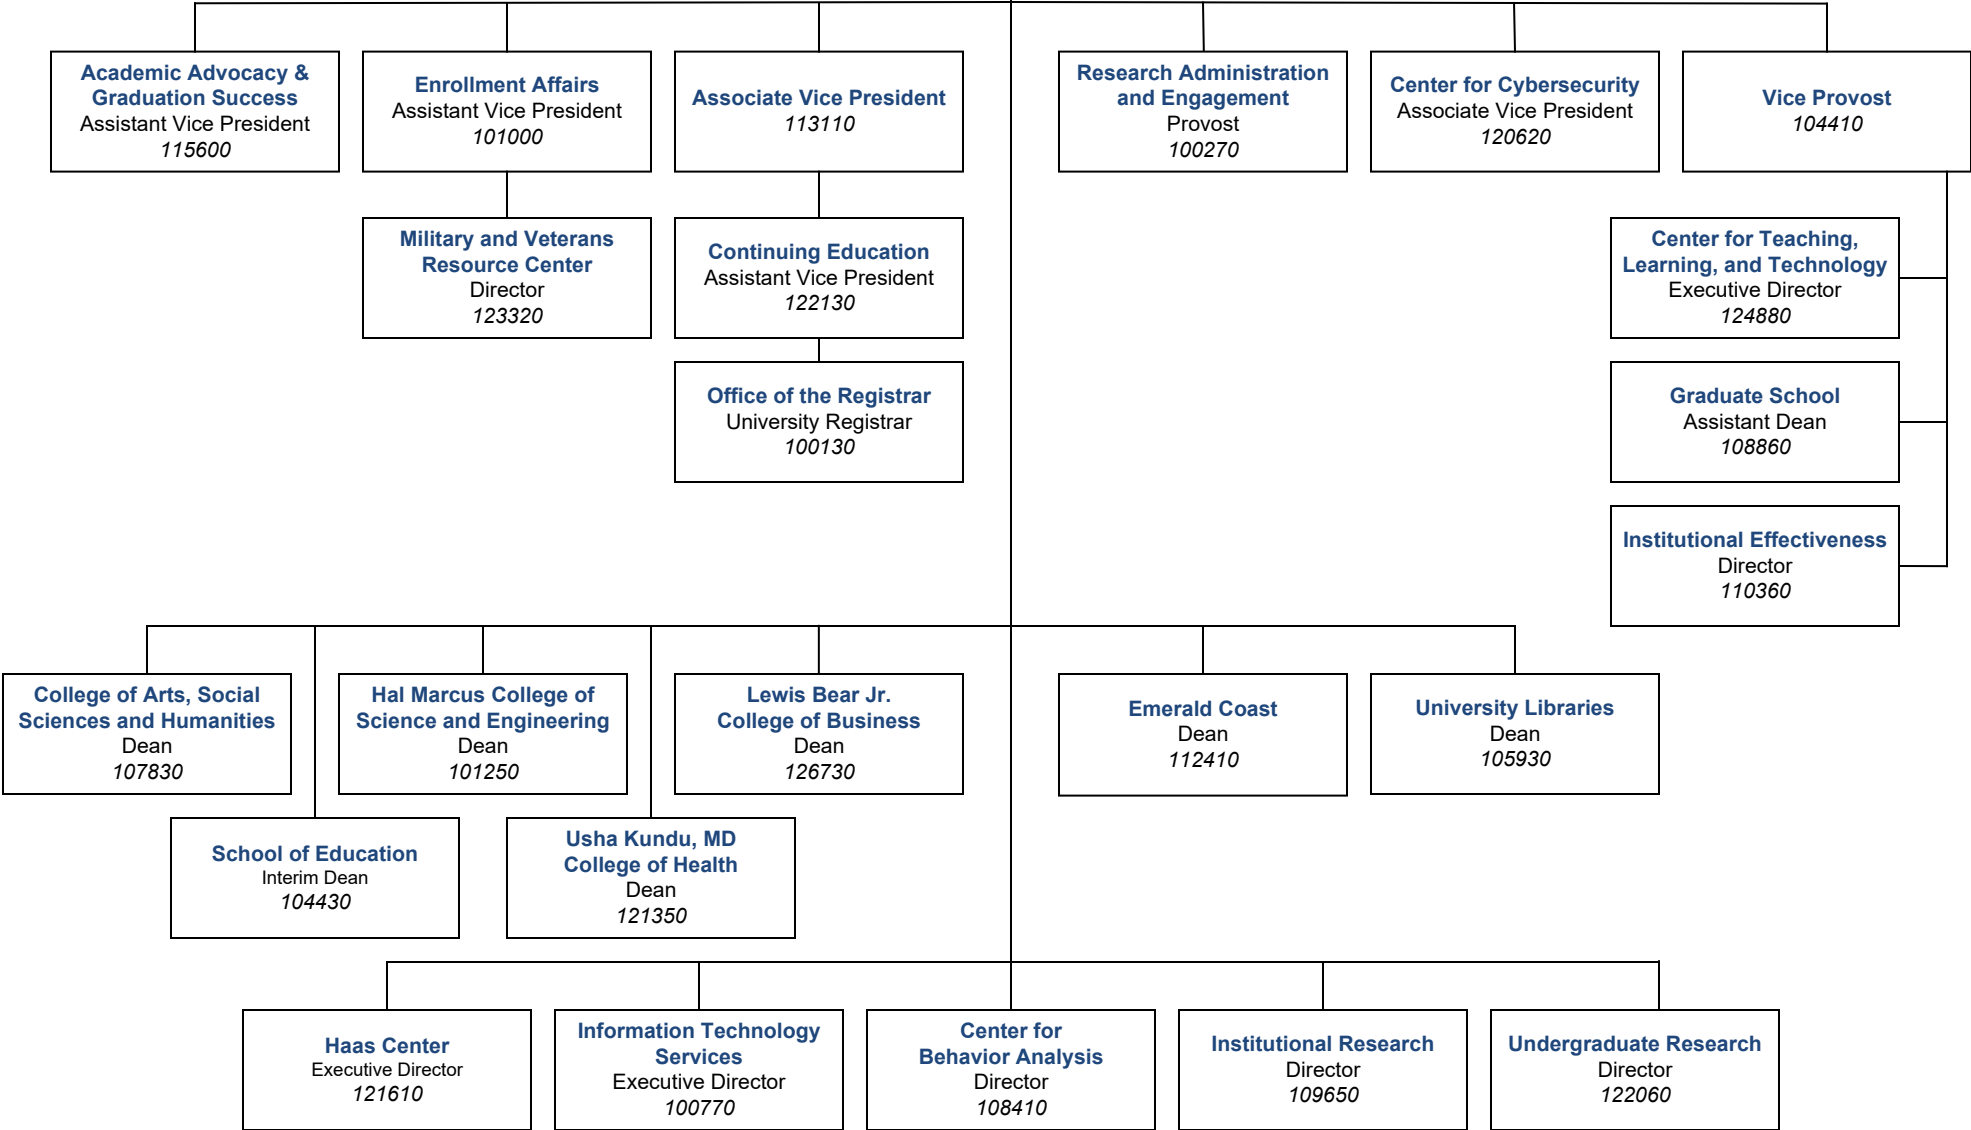 Academic Advocacy &
Graduation Success
Assistant Vice President
115600
Enrollment Affairs
Assistant Vice President
101000
Associate Vice President
113110
Research Administration
and Engagement
Provost
100270
Center for Cybersecurity
Associate Vice President
120620
Vice Provost
104410
Military and Veterans
Resource Center
Director
123320
Continuing Education
Assistant Vice President
122130
Center for Teaching,
Learning, and Technology
Executive Director
124880
Office of the Registrar
University Registrar
100130
Graduate School
Assistant Dean
108860
Institutional Effectiveness
Director
110360
College of Arts, Social
Sciences and Humanities
Dean
107830
Hal Marcus College of
Science and Engineering
Dean
101250
Lewis Bear Jr.
College of Business
Dean
126730
Emerald Coast
Dean
112410
University Libraries
Dean
105930
School of Education
Interim Dean
104430
Usha Kundu, MD
College of Health
Dean
121350
Haas Center
Executive Director
121610
Information Technology
Services
Executive Director
100770
Center for
Behavior Analysis
Director
108410
Institutional Research
Director
109650
Undergraduate Research
Director
122060